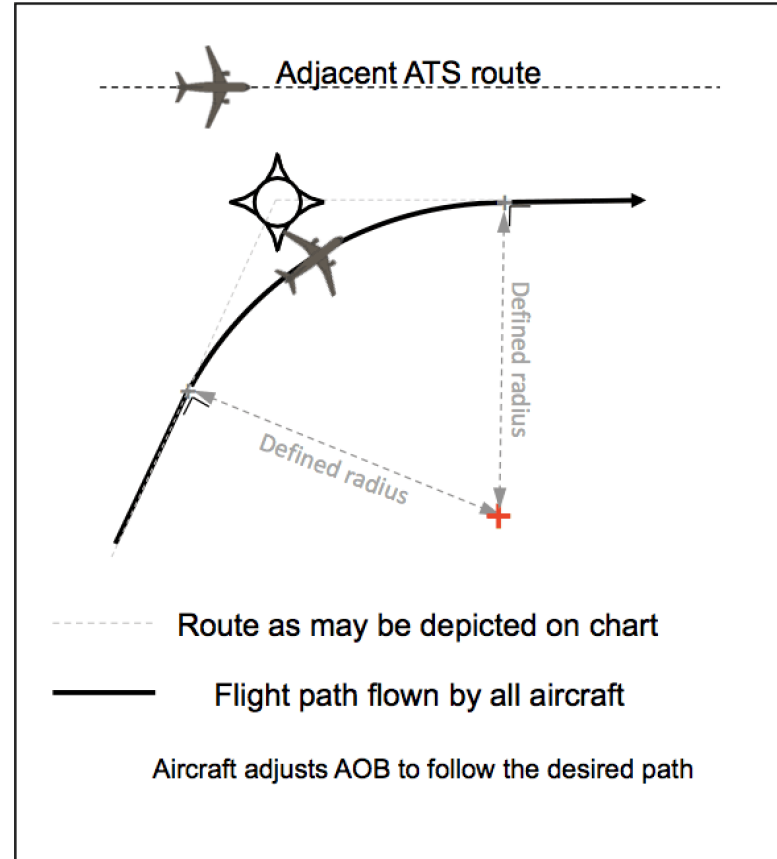 Adjacent ATS route
Defined radius
Defined radius
Route as may be depicted on chart
Flight path flown by all aircraft
Aircraft adjusts AOB to follow the desired path